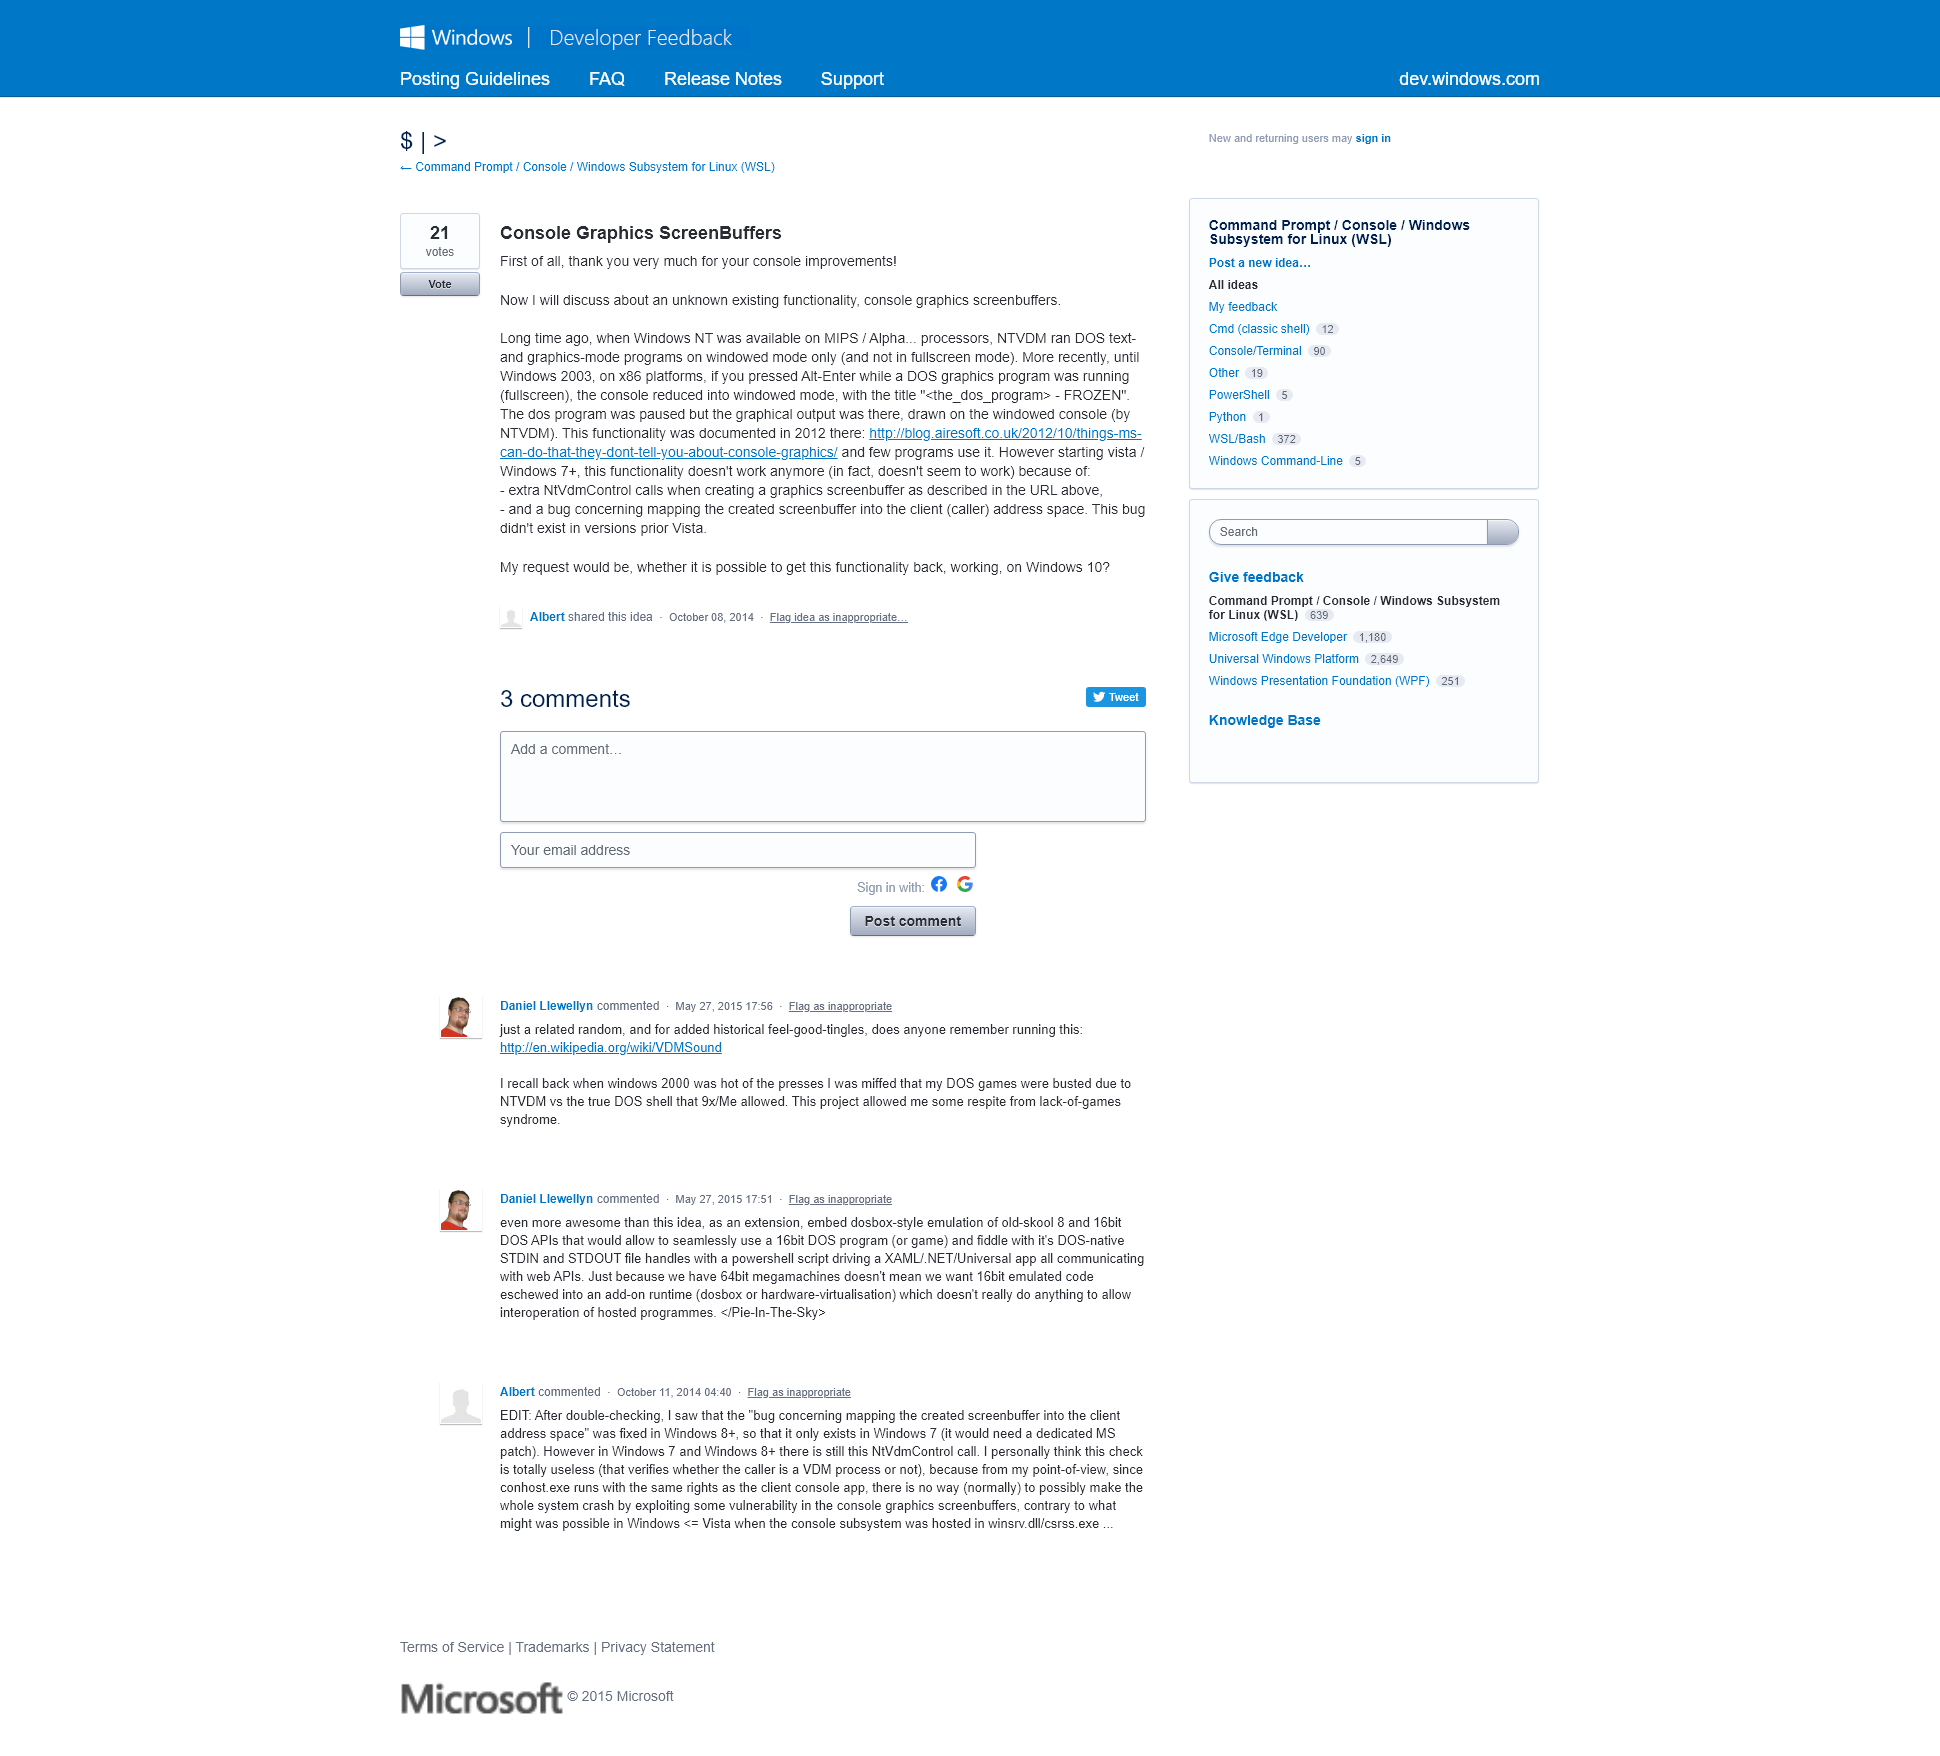 Windows | Developer Feedback
Posting Guidelines FAQ Release Notes Support dev.windows.com
$ | >
← Command Prompt / Console / Windows Subsystem for Linux (WSL)
New and returning users may sign in
21
votes
Vote
Console Graphics ScreenBuffers
First of all, thank you very much for your console improvements!
Now I will discuss about an unknown existing functionality, console graphics screenbuffers.
Long time ago, when Windows NT was available on MIPS / Alpha... processors, NTVDM ran DOS text-
and graphics-mode programs on windowed mode only (and not in fullscreen mode). More recently, until
Windows 2003, on x86 platforms, if you pressed Alt-Enter while a DOS graphics program was running
(fullscreen), the console reduced into windowed mode, with the title "<the_dos_program> - FROZEN".
The dos program was paused but the graphical output was there, drawn on the windowed console (by
NTVDM). This functionality was documented in 2012 there: http://blog.airesoft.co.uk/2012/10/things-ms-
can-do-that-they-dont-tell-you-about-console-graphics/ and few programs use it. However starting vista /
Windows 7+, this functionality doesn't work anymore (in fact, doesn't seem to work) because of:
- extra NtVdmControl calls when creating a graphics screenbuffer as described in the URL above,
- and a bug concerning mapping the created screenbuffer into the client (caller) address space. This bug
didn't exist in versions prior Vista.
My request would be, whether it is possible to get this functionality back, working, on Windows 10?
Albert shared this idea · October 08, 2014 · Flag idea as inappropriate…
3 comments
Tweet
Add a comment…
Your email address
Sign in with:
Post comment
Daniel Llewellyn commented · May 27, 2015 17:56 · Flag as inappropriate
just a related random, and for added historical feel-good-tingles, does anyone remember running this:
http://en.wikipedia.org/wiki/VDMSound
I recall back when windows 2000 was hot of the presses I was miffed that my DOS games were busted due to
NTVDM vs the true DOS shell that 9x/Me allowed. This project allowed me some respite from lack-of-games
syndrome.
Daniel Llewellyn commented · May 27, 2015 17:51 · Flag as inappropriate
even more awesome than this idea, as an extension, embed dosbox-style emulation of old-skool 8 and 16bit
DOS APIs that would allow to seamlessly use a 16bit DOS program (or game) and fiddle with it's DOS-native
STDIN and STDOUT file handles with a powershell script driving a XAML/.NET/Universal app all communicating
with web APIs. Just because we have 64bit megamachines doesn't mean we want 16bit emulated code
eschewed into an add-on runtime (dosbox or hardware-virtualisation) which doesn't really do anything to allow
interoperation of hosted programmes. </Pie-In-The-Sky>
Albert commented · October 11, 2014 04:40 · Flag as inappropriate
EDIT: After double-checking, I saw that the "bug concerning mapping the created screenbuffer into the client
address space" was fixed in Windows 8+, so that it only exists in Windows 7 (it would need a dedicated MS
patch). However in Windows 7 and Windows 8+ there is still this NtVdmControl call. I personally think this check
is totally useless (that verifies whether the caller is a VDM process or not), because from my point-of-view, since
conhost.exe runs with the same rights as the client console app, there is no way (normally) to possibly make the
whole system crash by exploiting some vulnerability in the console graphics screenbuffers, contrary to what
might was possible in Windows <= Vista when the console subsystem was hosted in winsrv.dll/csrss.exe ...
Command Prompt / Console / Windows
Subsystem for Linux (WSL)
Post a new idea…
All ideas
My feedback
Cmd (classic shell) 12
Console/Terminal 90
Other 19
PowerShell 5
Python 1
WSL/Bash 372
Windows Command-Line 5
Search
Give feedback
Command Prompt / Console / Windows Subsystem
for Linux (WSL) 639
Microsoft Edge Developer 1,180
Universal Windows Platform 2,649
Windows Presentation Foundation (WPF) 251
Knowledge Base
Terms of Service | Trademarks | Privacy Statement
Microsoft © 2015 Microsoft